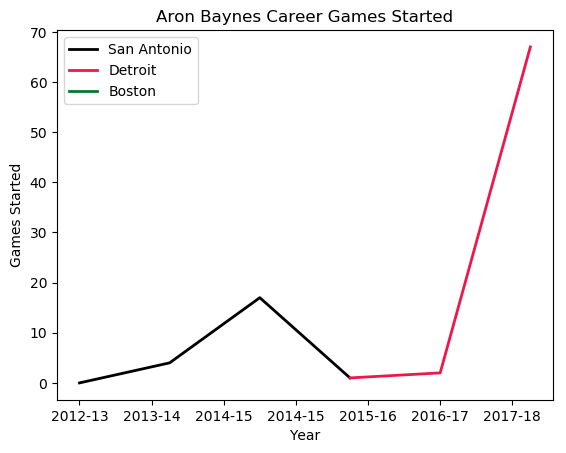 Aron Baynes Career Games Started
San Antonio
Detroit
Boston
70
60
50
40
30
20
10
0
Games Started
2012-13 2013-14 2014-15 2014-15 2015-16 2016-17 2017-18
Year